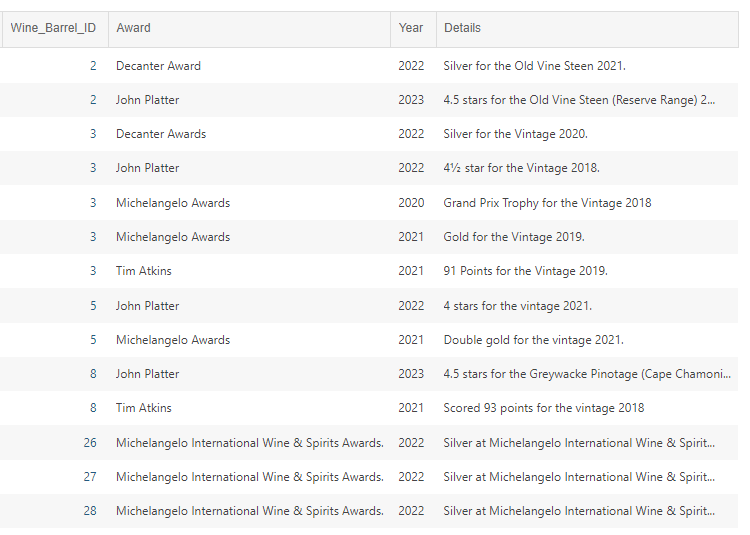 Wine_Barrel_ID Award Year Details
2 Decanter Award 2022 Silver for the Old Vine Steen 2021.
2 John Platter 2023 4.5 stars for the Old Vine Steen (Reserve Range) 2...
3 Decanter Awards 2022 Silver for the Vintage 2020.
3 John Platter 2022 4½ star for the Vintage 2018.
3 Michelangelo Awards 2020 Grand Prix Trophy for the Vintage 2018
3 Michelangelo Awards 2021 Gold for the Vintage 2019.
3 Tim Atkins 2021 91 Points for the Vintage 2019.
5 John Platter 2022 4 stars for the vintage 2021.
5 Michelangelo Awards 2021 Double gold for the vintage 2021.
8 John Platter 2023 4.5 stars for the Greywacke Pinotage (Cape Chamoni...
8 Tim Atkins 2021 Scored 93 points for the vintage 2018
26 Michelangelo International Wine & Spirits Awards. 2022 Silver at Michelangelo International Wine & Spirit...
27 Michelangelo International Wine & Spirits Awards. 2022 Silver at Michelangelo International Wine & Spirit...
28 Michelangelo International Wine & Spirits Awards. 2022 Silver at Michelangelo International Wine & Spirit...